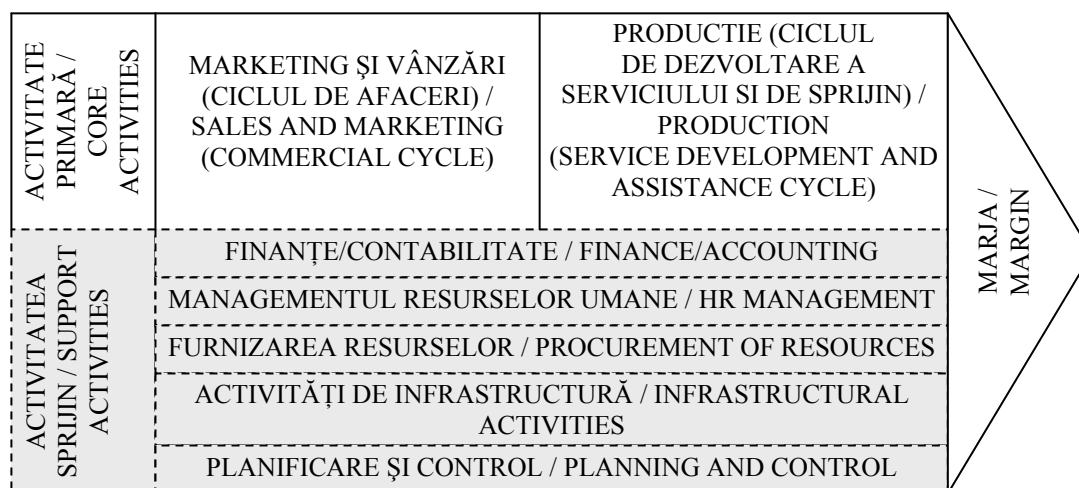 ACTIVITATE
PRIMARĂ /
CORE
ACTIVITIES
MARKETING ŞI VÂNZĂRI
(CICLUL DE AFACERI) /
SALES AND MARKETING
(COMMERCIAL CYCLE)
PRODUCTIE (CICLUL
DE DEZVOLTARE A
SERVICIULUI SI DE SPRIJIN) /
PRODUCTION
(SERVICE DEVELOPMENT AND
ASSISTANCE CYCLE)
ACTIVITATEA
SPRIJIN / SUPPORT
ACTIVITIES
FINANȚE/CONTABILITATE / FINANCE/ACCOUNTING
MANAGEMENTUL RESURSELOR UMANE / HR MANAGEMENT
FURNIZAREA RESURSELOR / PROCUREMENT OF RESOURCES
ACTIVITĂȚI DE INFRASTRUCTURĂ / INFRASTRUCTURAL
ACTIVITIES
PLANIFICARE ŞI CONTROL / PLANNING AND CONTROL
MARJA /
MARGIN